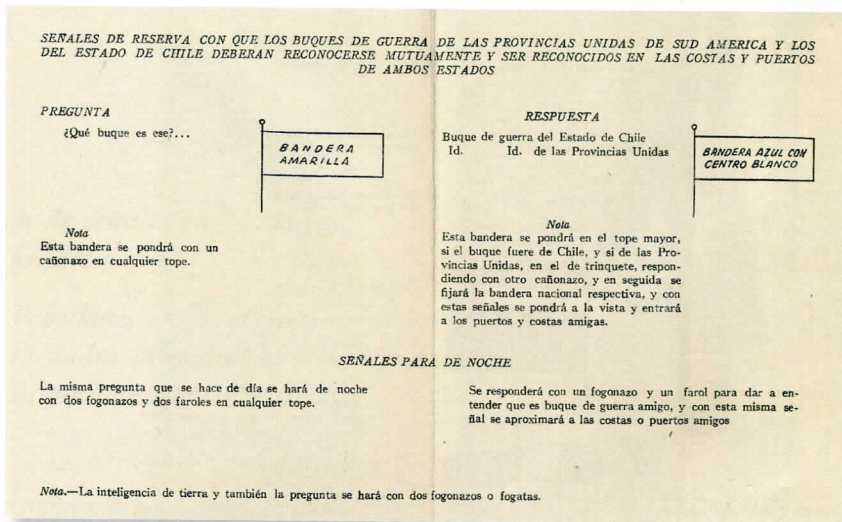 SEÑALES DE RESERVA CON QUE LOS BUQUES DE GUERRA DE LAS PROVINCIAS UNIDAS DE SUD AMERICA Y LOS
DEL ESTADO DE CHILE DEBERAN RECONOCERSE MUTUAMENTE Y SER RECONOCIDOS EN LAS COSTAS Y PUERTOS
DE AMBOS ESTADOS
PREGUNTA
¿Qué buque es ese?...
BANDERA
AMARILLA
Nota
Esta bandera se pondrá con un
cañonazo en cualquier tope.
RESPUESTA
Buque de guerra del Estado de Chile
Id. Id. de las Provincias Unidas
BANDERA AZUL CON
CENTRO BLANCO
Nota
Esta bandera se pondrá en el tope mayor,
si el buque fuere de Chile, y si de las Pro-
vincias Unidas, en el de trinquete, respon-
diendo con otro cañonazo, y en seguida se
fijará la bandera nacional respectiva, y con
estas señales se pondrá a la vista y entrará
a los puertos y costas amigas.
SEÑALES PARA DE NOCHE
La misma pregunta que se hace de día se hará de noche
con dos fogonazos y dos faroles en cualquier tope.
Se responderá con un fogonazo y un farol para dar a en-
tender que es buque de guerra amigo, y con esta misma se-
ñal se aproximará a las costas o puertos amigos
Nota.—La inteligencia de tierra y también la pregunta se hará con dos fogonazos o fogatas.